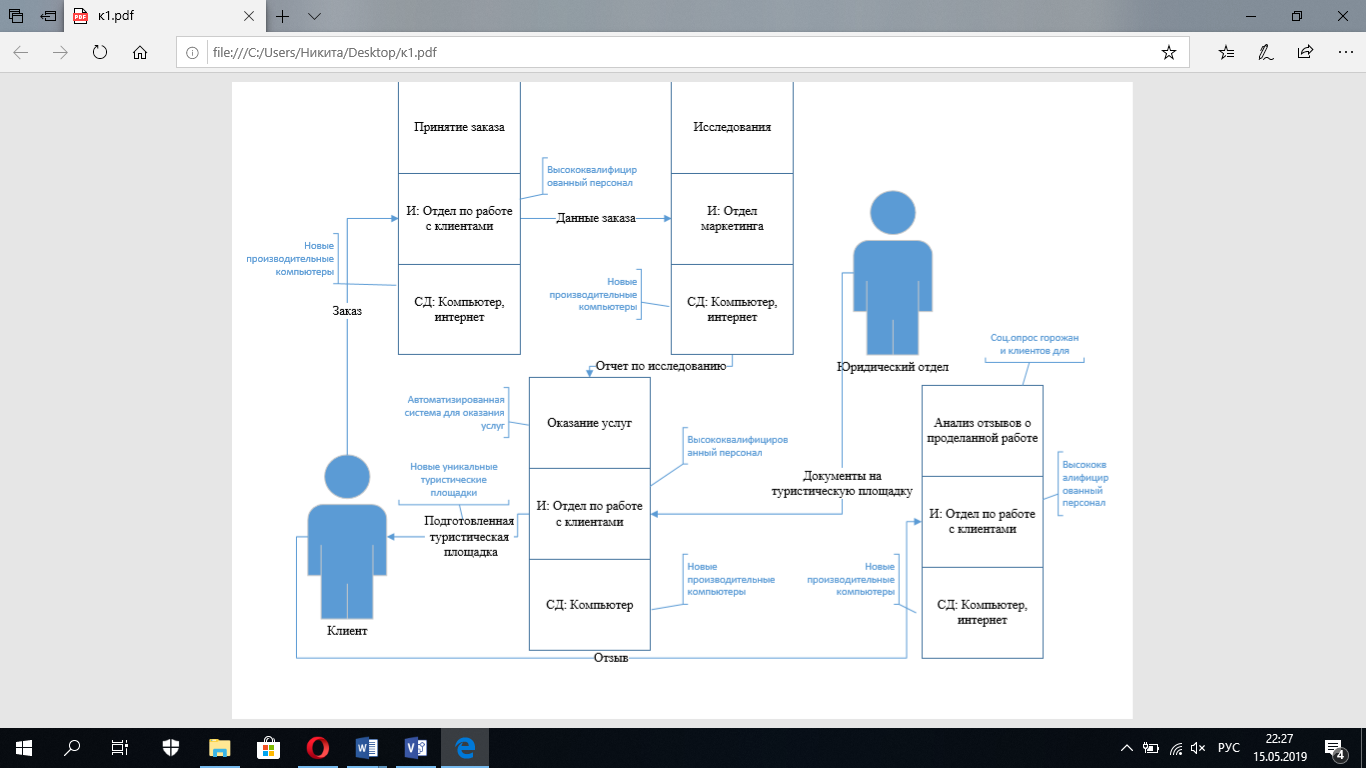 к1.pdf
file:///C:/Users/Никита/Desktop/к1.pdf
Принятие заказа
Исследования
Высококвалифицир
ованный персонал
И: Отдел по работе
с клиентами
Данные заказа
И: Отдел
маркетинга
Новые
производительные
компьютеры
Заказ
СД: Компьютер,
интернет
Новые
производительные
компьютеры
СД: Компьютер,
интернет
Юридический отдел
Отчет по исследованию
Соц.опрос горожан
и клиентов для
Автоматизированная
система для оказания
услуг
Оказание услуг
Высококвалифициров
анный персонал
Анализ отзывов о
проделанной работе
Новые уникальные
туристические
площадки
Документы на
туристическую площадку
Высококв
алифицир
ованный
персонал
Подготовленная
туристическая
площадка
И: Отдел по работе
с клиентами
И: Отдел по работе
с клиентами
Новые
производительные
компьютеры
Новые
производительные
компьютеры
СД: Компьютер
СД: Компьютер,
интернет
Клиент
Отзыв
РУС
22:27
15.05.2019
4